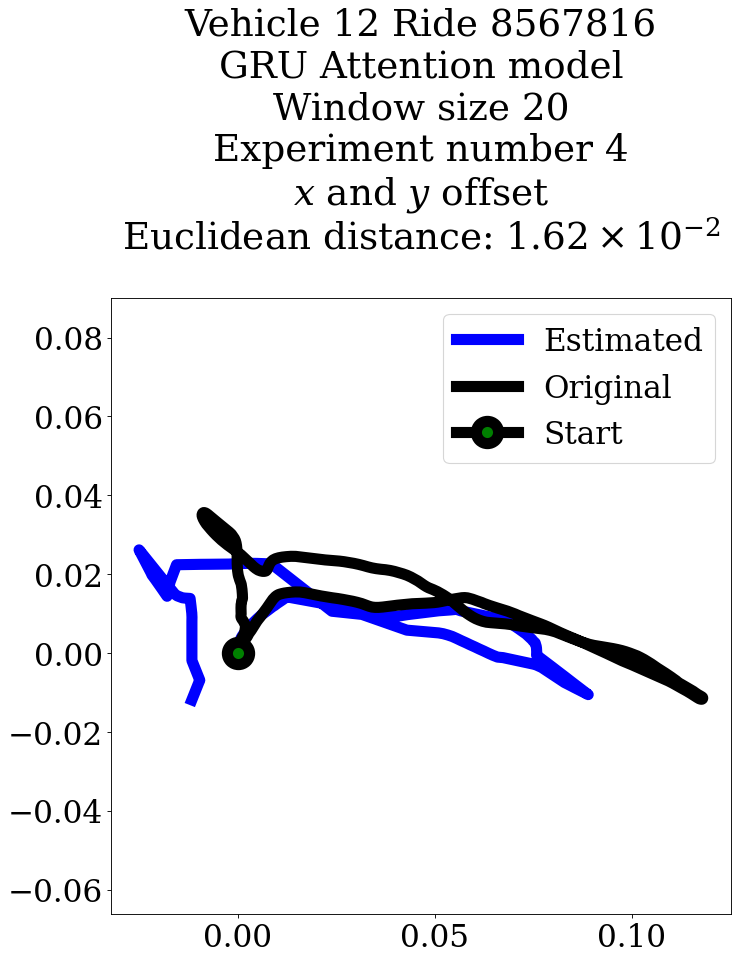 Vehicle 12 Ride 8567816
GRU Attention model
Window size 20
Experiment number 4
x and y offset
Euclidean distance: 1.62 × 10⁻²
Estimated
Original
Start
0.08
0.06
0.04
0.02
0.00
−0.02
−0.04
−0.06
0.00 0.05 0.10